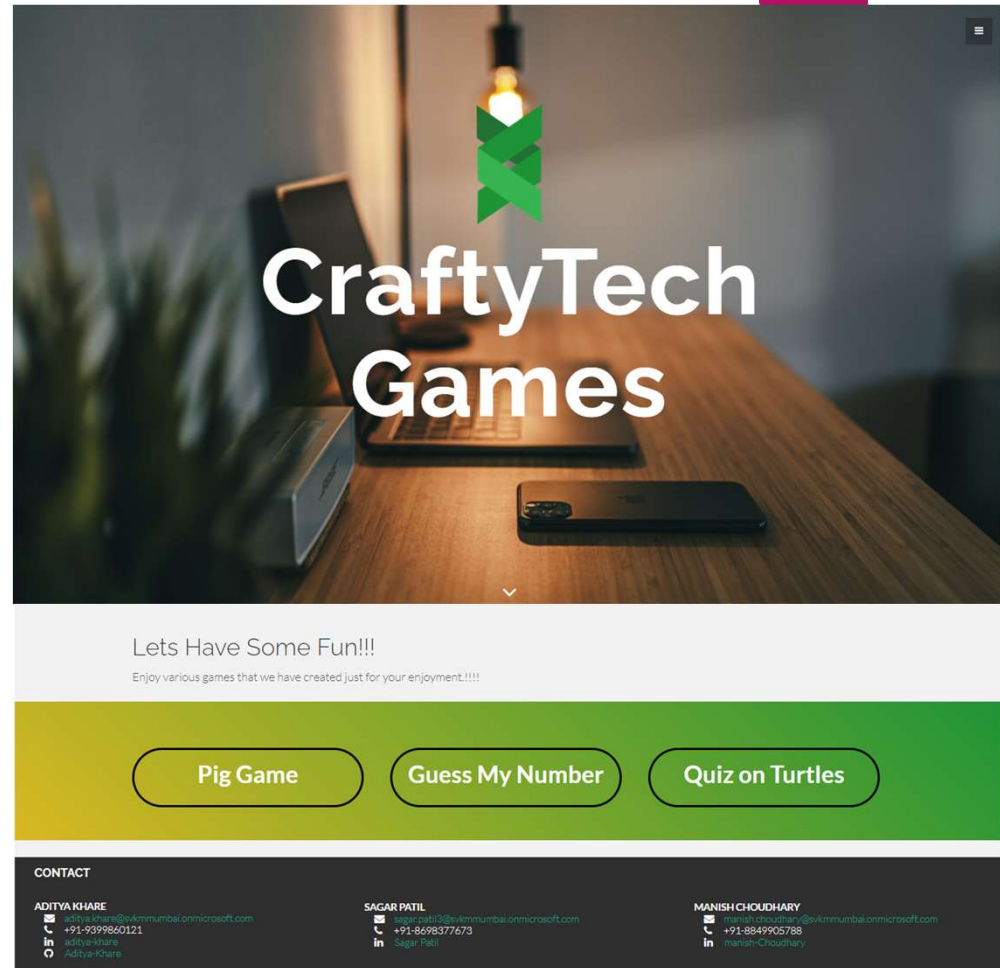 CraftyTech
Games
Lets Have Some Fun!!!
Enjoy various games that we have created just for your enjoyment.!!!!
Pig Game
Guess My Number
Quiz on Turtles
CONTACT
ADITYA KHARE
aditya.khare@svkmmumbai.onmicrosoft.com
+91-9399860121
in aditya-khare
Aditya-Khare
SAGAR PATIL
sagar.patil3@svkmmumbai.onmicrosoft.com
+91-8698377673
in Sagar Patil
MANISH CHOUDHARY
manish.choudhary@svkmmumbai.onmicrosoft.com
+91-8849905788
in manish-Choudhary